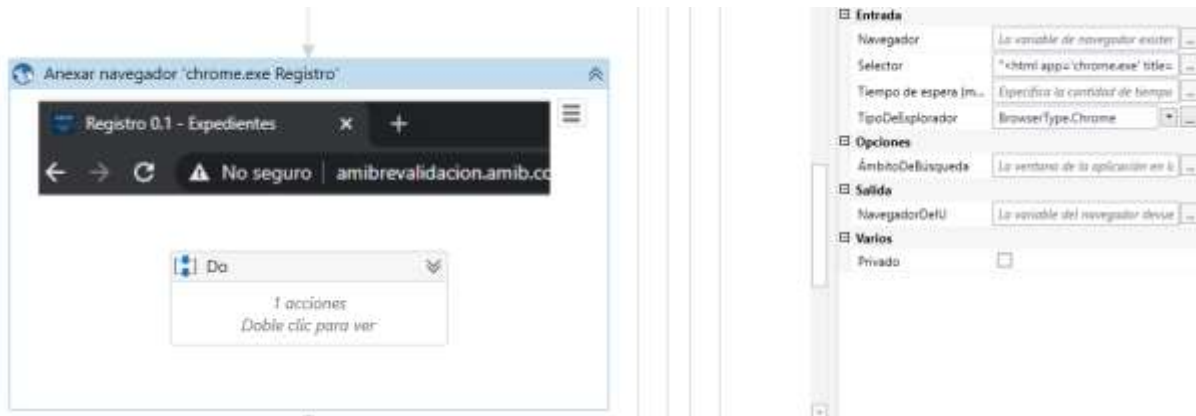 Anexar navegador 'chrome.exe Registro'
Registro 0.1 - Expedientes
No seguro
amibrevalidacion.amib.cc
Do
1 acciones
Doble clic para ver
Entrada
Navegador
La variable de navegador exister
Selector
"<html app='chrome.exe' title=
Tiempo de espera (m...
Especifica la cantidad de tiempo
TipoDeExplorador
BrowserType.Chrome
Opciones
ÁmbitoDeBúsqueda
La ventana de la aplicación en
Salida
NavegadorDeIU
La variable del navegador devue
Varios
Privado